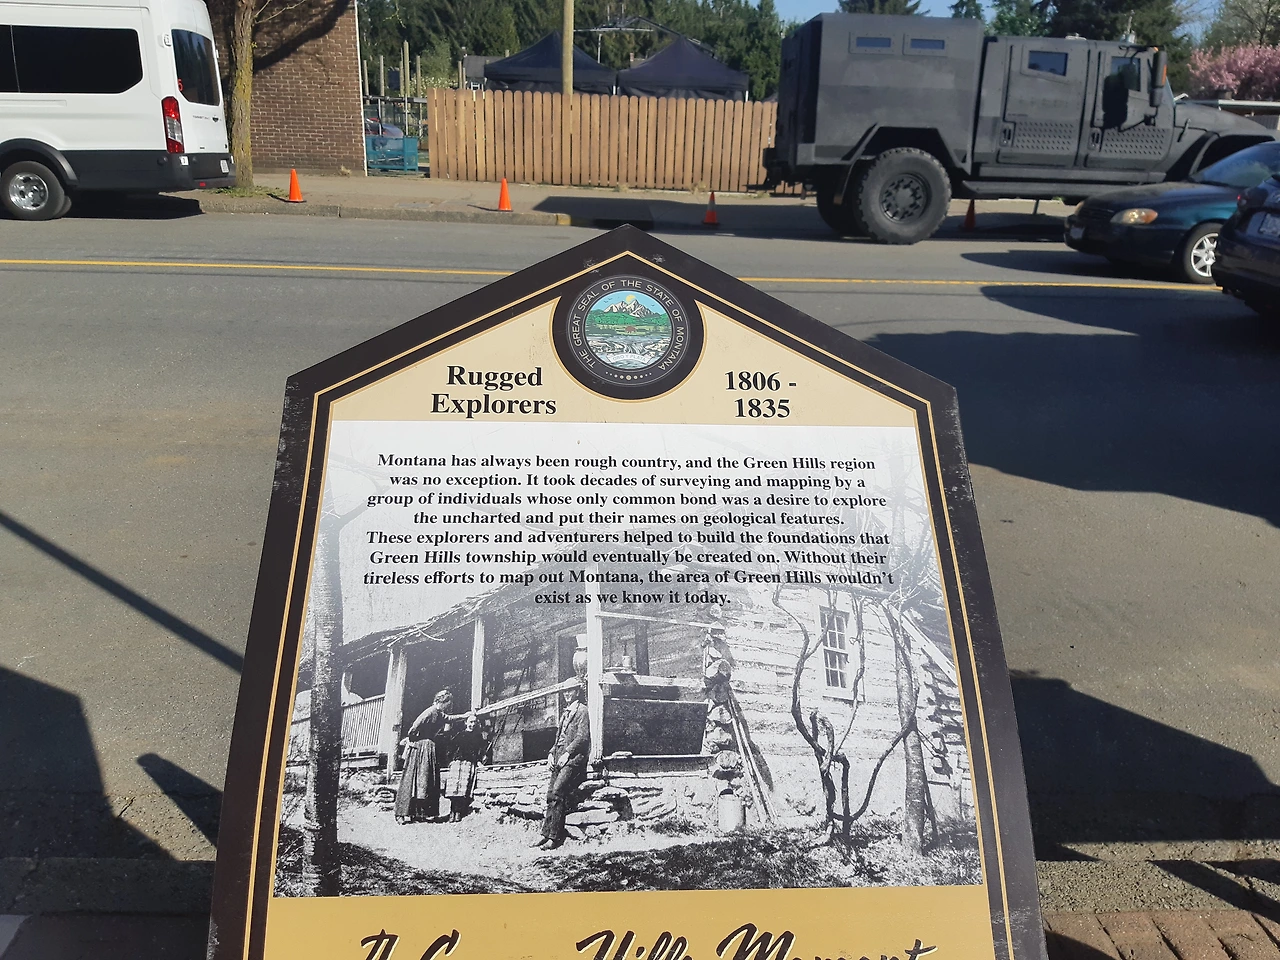 THE GREAT SEAL OF THE STATE OF MONTANA
Rugged
Explorers
1806 -
1835
Montana has always been rough country, and the Green Hills region
was no exception. It took decades of surveying and mapping by a
group of individuals whose only common bond was a desire to explore
the uncharted and put their names on geological features.
These explorers and adventurers helped to build the foundations that
Green Hills township would eventually be created on. Without their
tireless efforts to map out Montana, the area of Green Hills wouldn't
exist as we know it today.
A Green Hills Moment